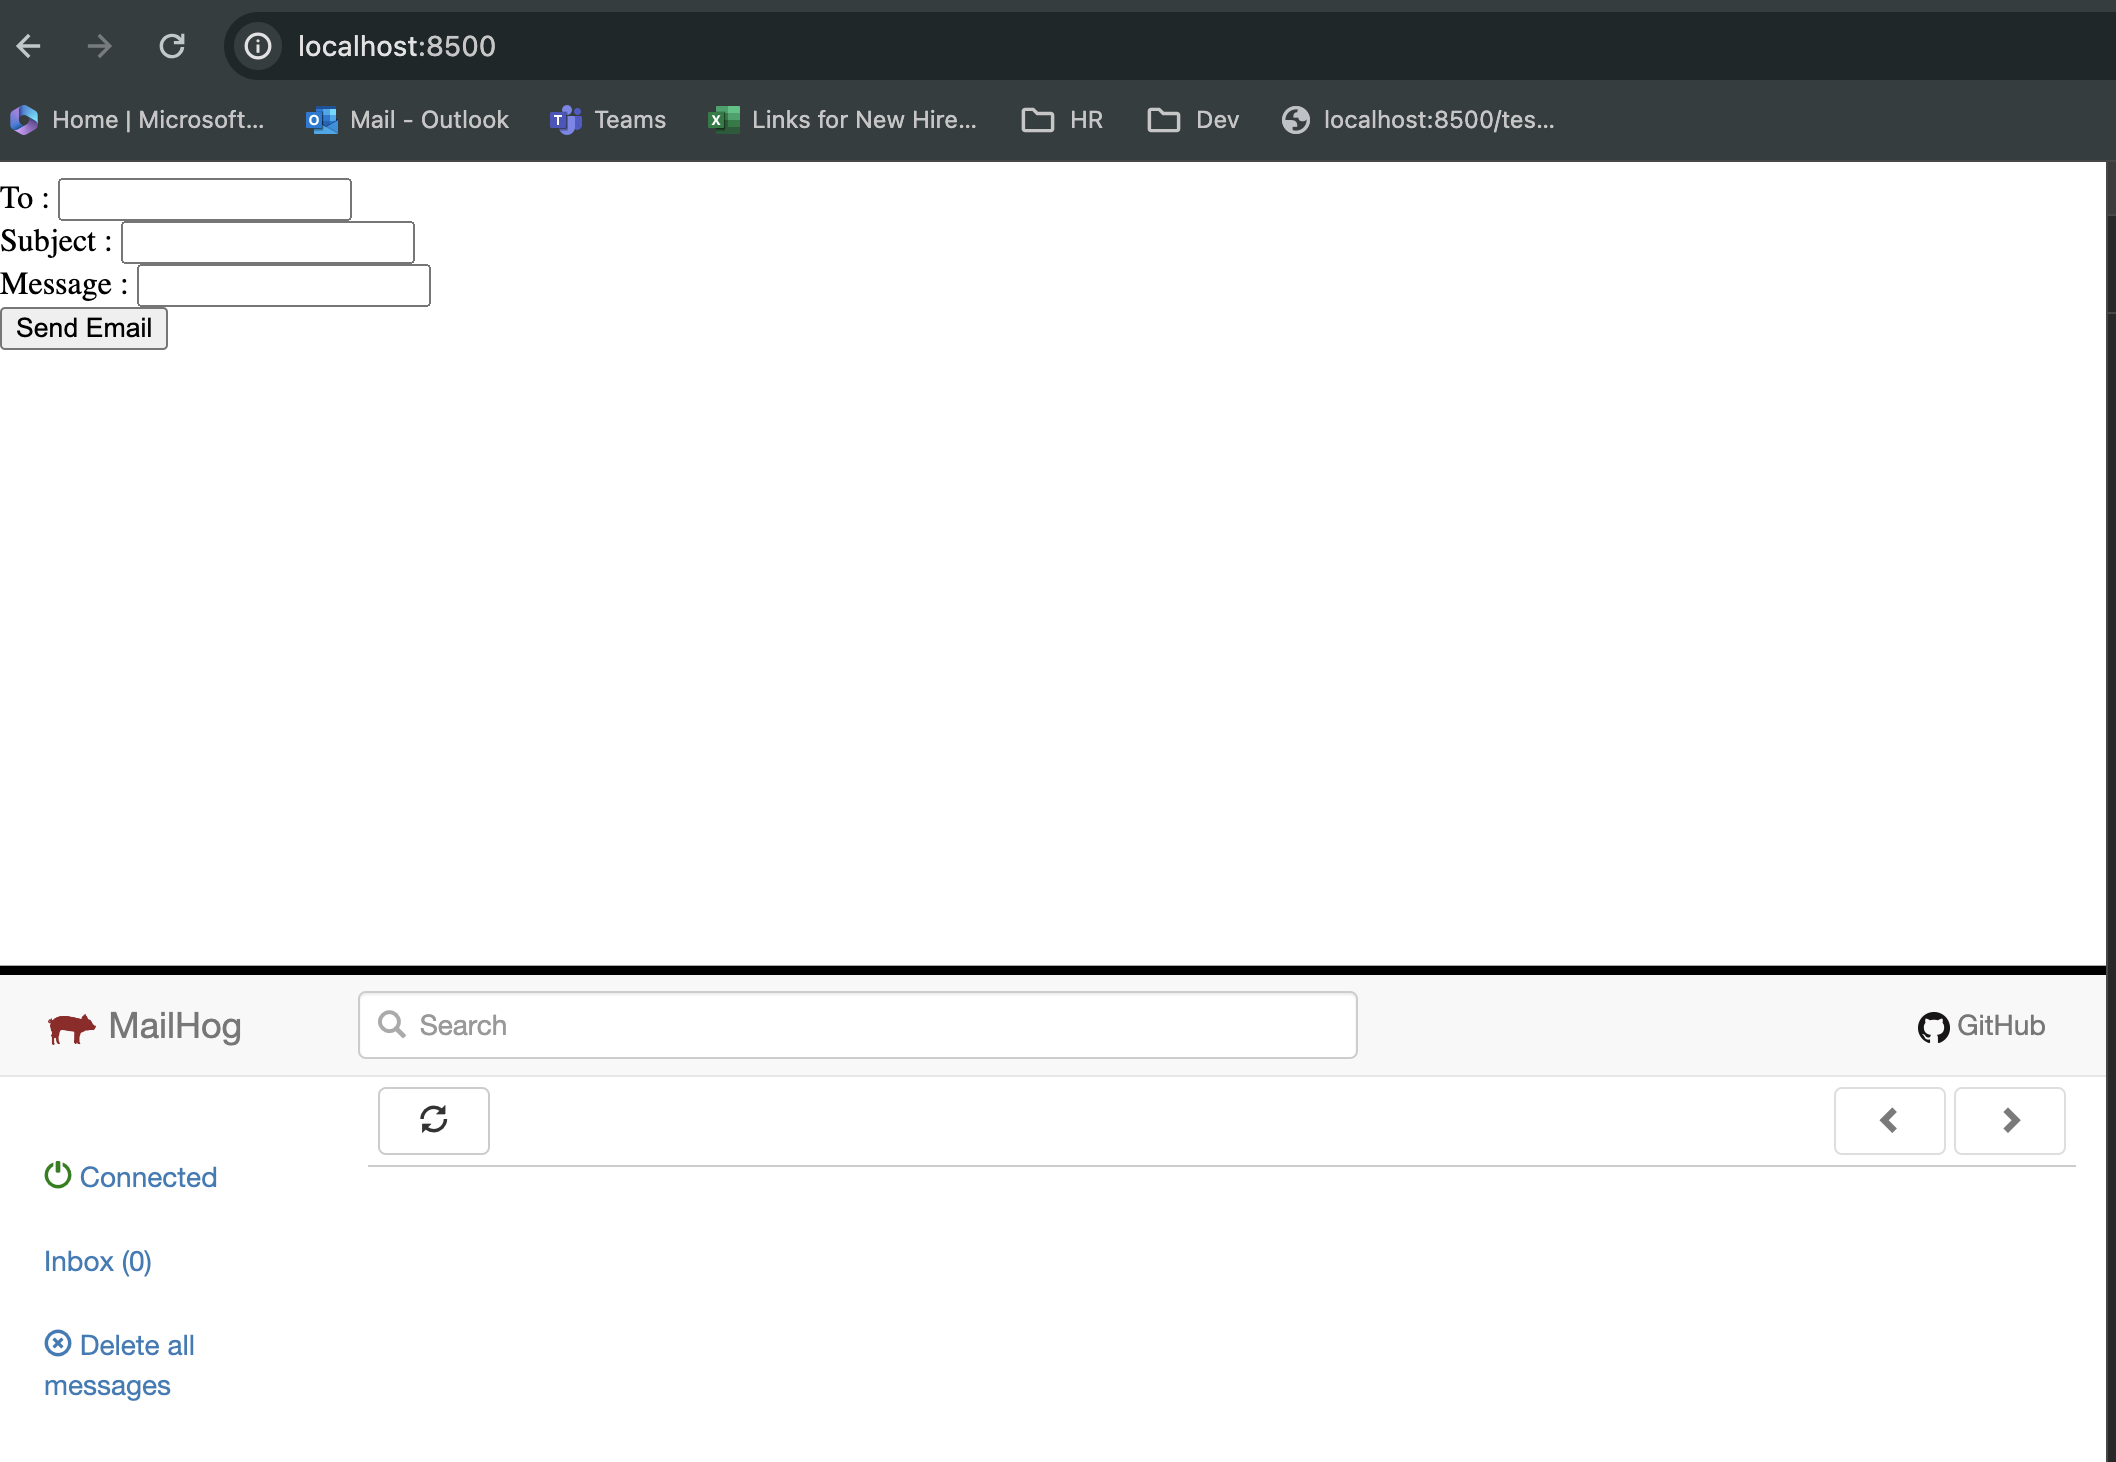 localhost:8500
Home | Microsoft... Mail - Outlook Teams Links for New Hire... HR Dev localhost:8500/tes...
To :
Subject :
Message :
Send Email
MailHog Search GitHub
Connected
Inbox (0)
Delete all
messages